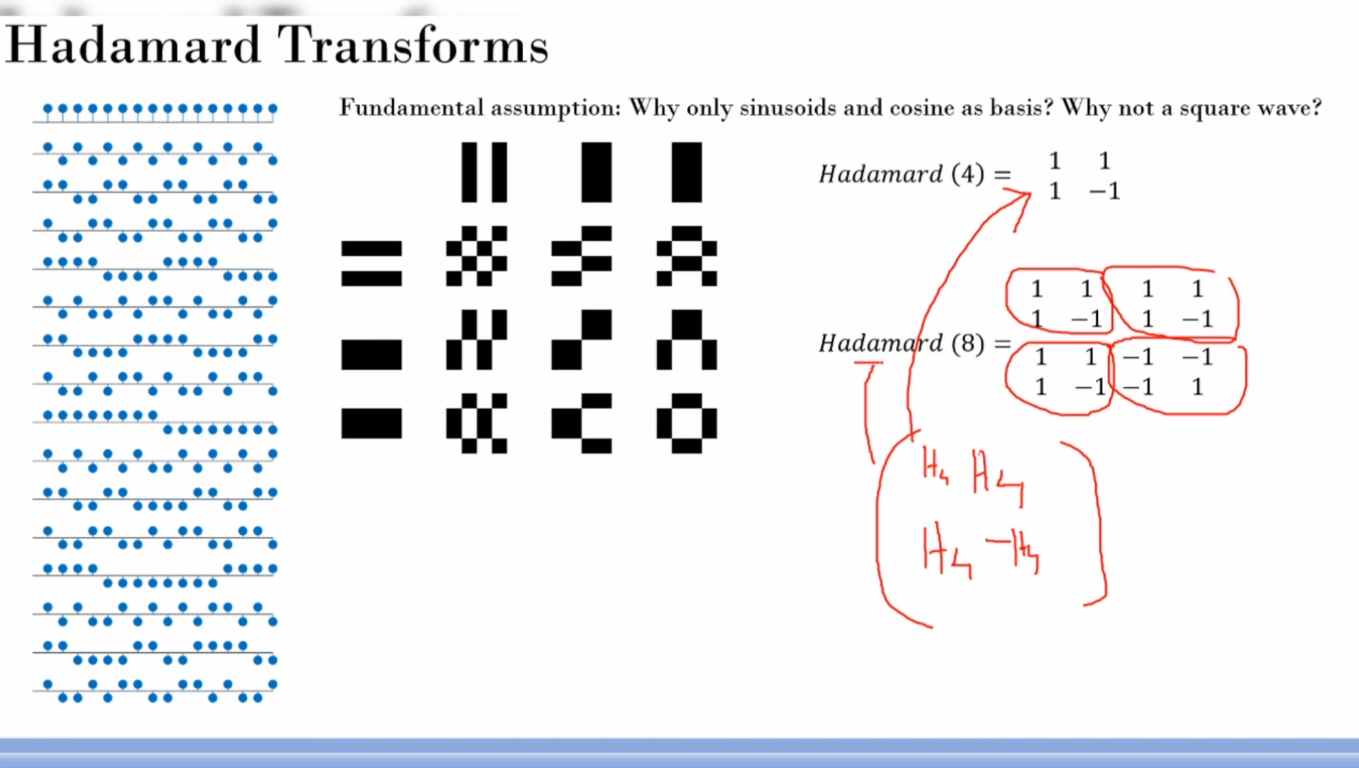 Hadamard Transforms
Fundamental assumption: Why only sinusoids and cosine as basis? Why not a square wave?
1 1
Hadamard (4) =
1 −1
1 1 1 1
1 −1 1 −1
Hadamard (8) =
1 1 −1 −1
1 −1 −1 1
H4 H4
H4 −H4